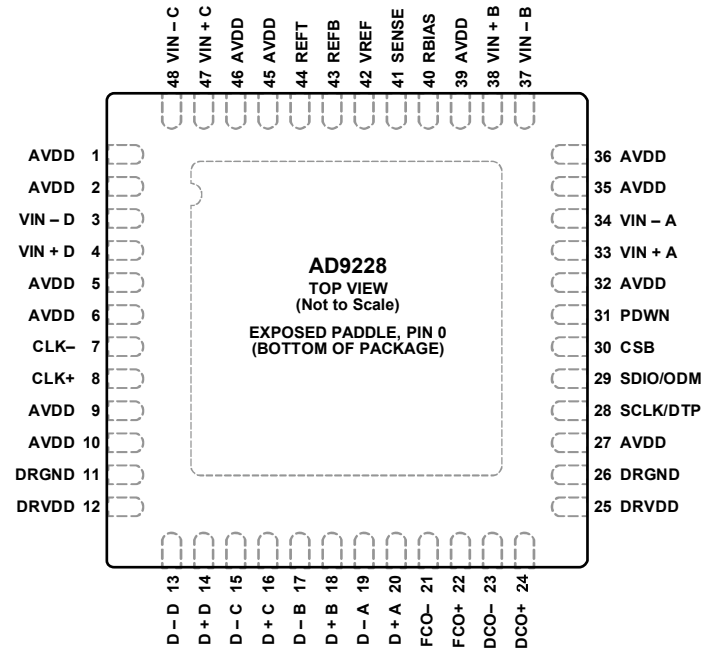 48 VIN – C
47 VIN + C
46 AVDD
45 AVDD
44 REFT
43 REFB
42 VREF
41 SENSE
40 RBIAS
39 AVDD
38 VIN + B
37 VIN – B
AVDD 1
AVDD 2
VIN – D 3
VIN + D 4
AVDD 5
AVDD 6
CLK– 7
CLK+ 8
AVDD 9
AVDD 10
DRGND 11
DRVDD 12
AD9228
TOP VIEW
(Not to Scale)
EXPOSED PADDLE, PIN 0
(BOTTOM OF PACKAGE)
36 AVDD
35 AVDD
34 VIN – A
33 VIN + A
32 AVDD
31 PDWN
30 CSB
29 SDIO/ODM
28 SCLK/DTP
27 AVDD
26 DRGND
25 DRVDD
D – D 13
D + D 14
D – C 15
D + C 16
D – B 17
D + B 18
D – A 19
D + A 20
FCO– 21
FCO+ 22
DCO– 23
DCO+ 24